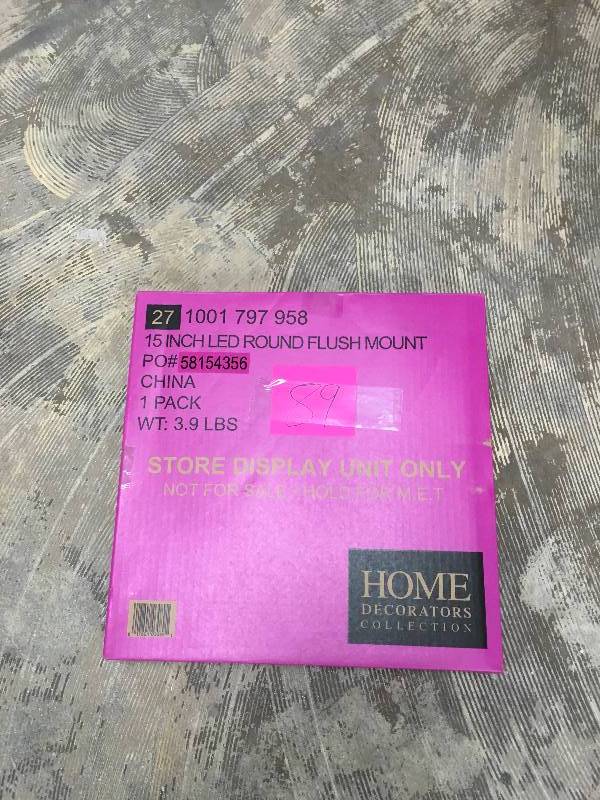 27 1001 797 958
15 INCH LED ROUND FLUSH MOUNT
PO# 58154356
CHINA
1 PACK
WT: 3.9 LBS
89
STORE DISPLAY UNIT ONLY
NOT FOR SALE - HOLD FOR M.E.T
HOME
DECORATORS
COLLECTION